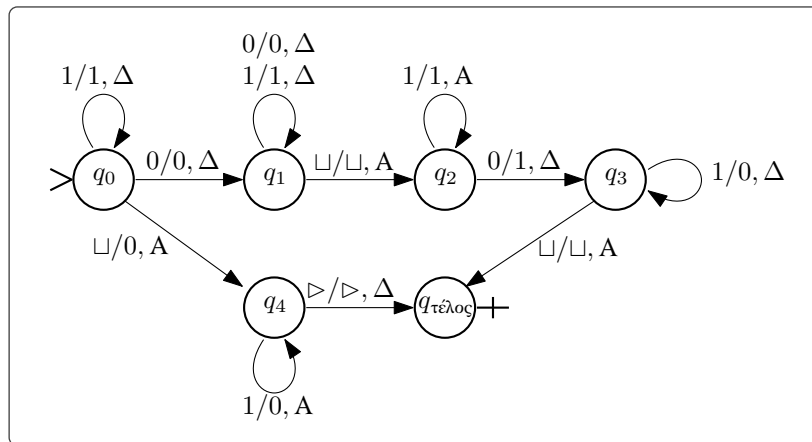 0/0, Δ
1/1, Δ 1/1, Δ 1/1, Α
q₀ 0/0, Δ q₁ ⊔/⊔, Α q₂ 0/1, Δ q₃ 1/0, Δ
⊔/0, Α ⊔/⊔, Α
q₄ ▷/▷, Δ q_τέλος
1/0, Α